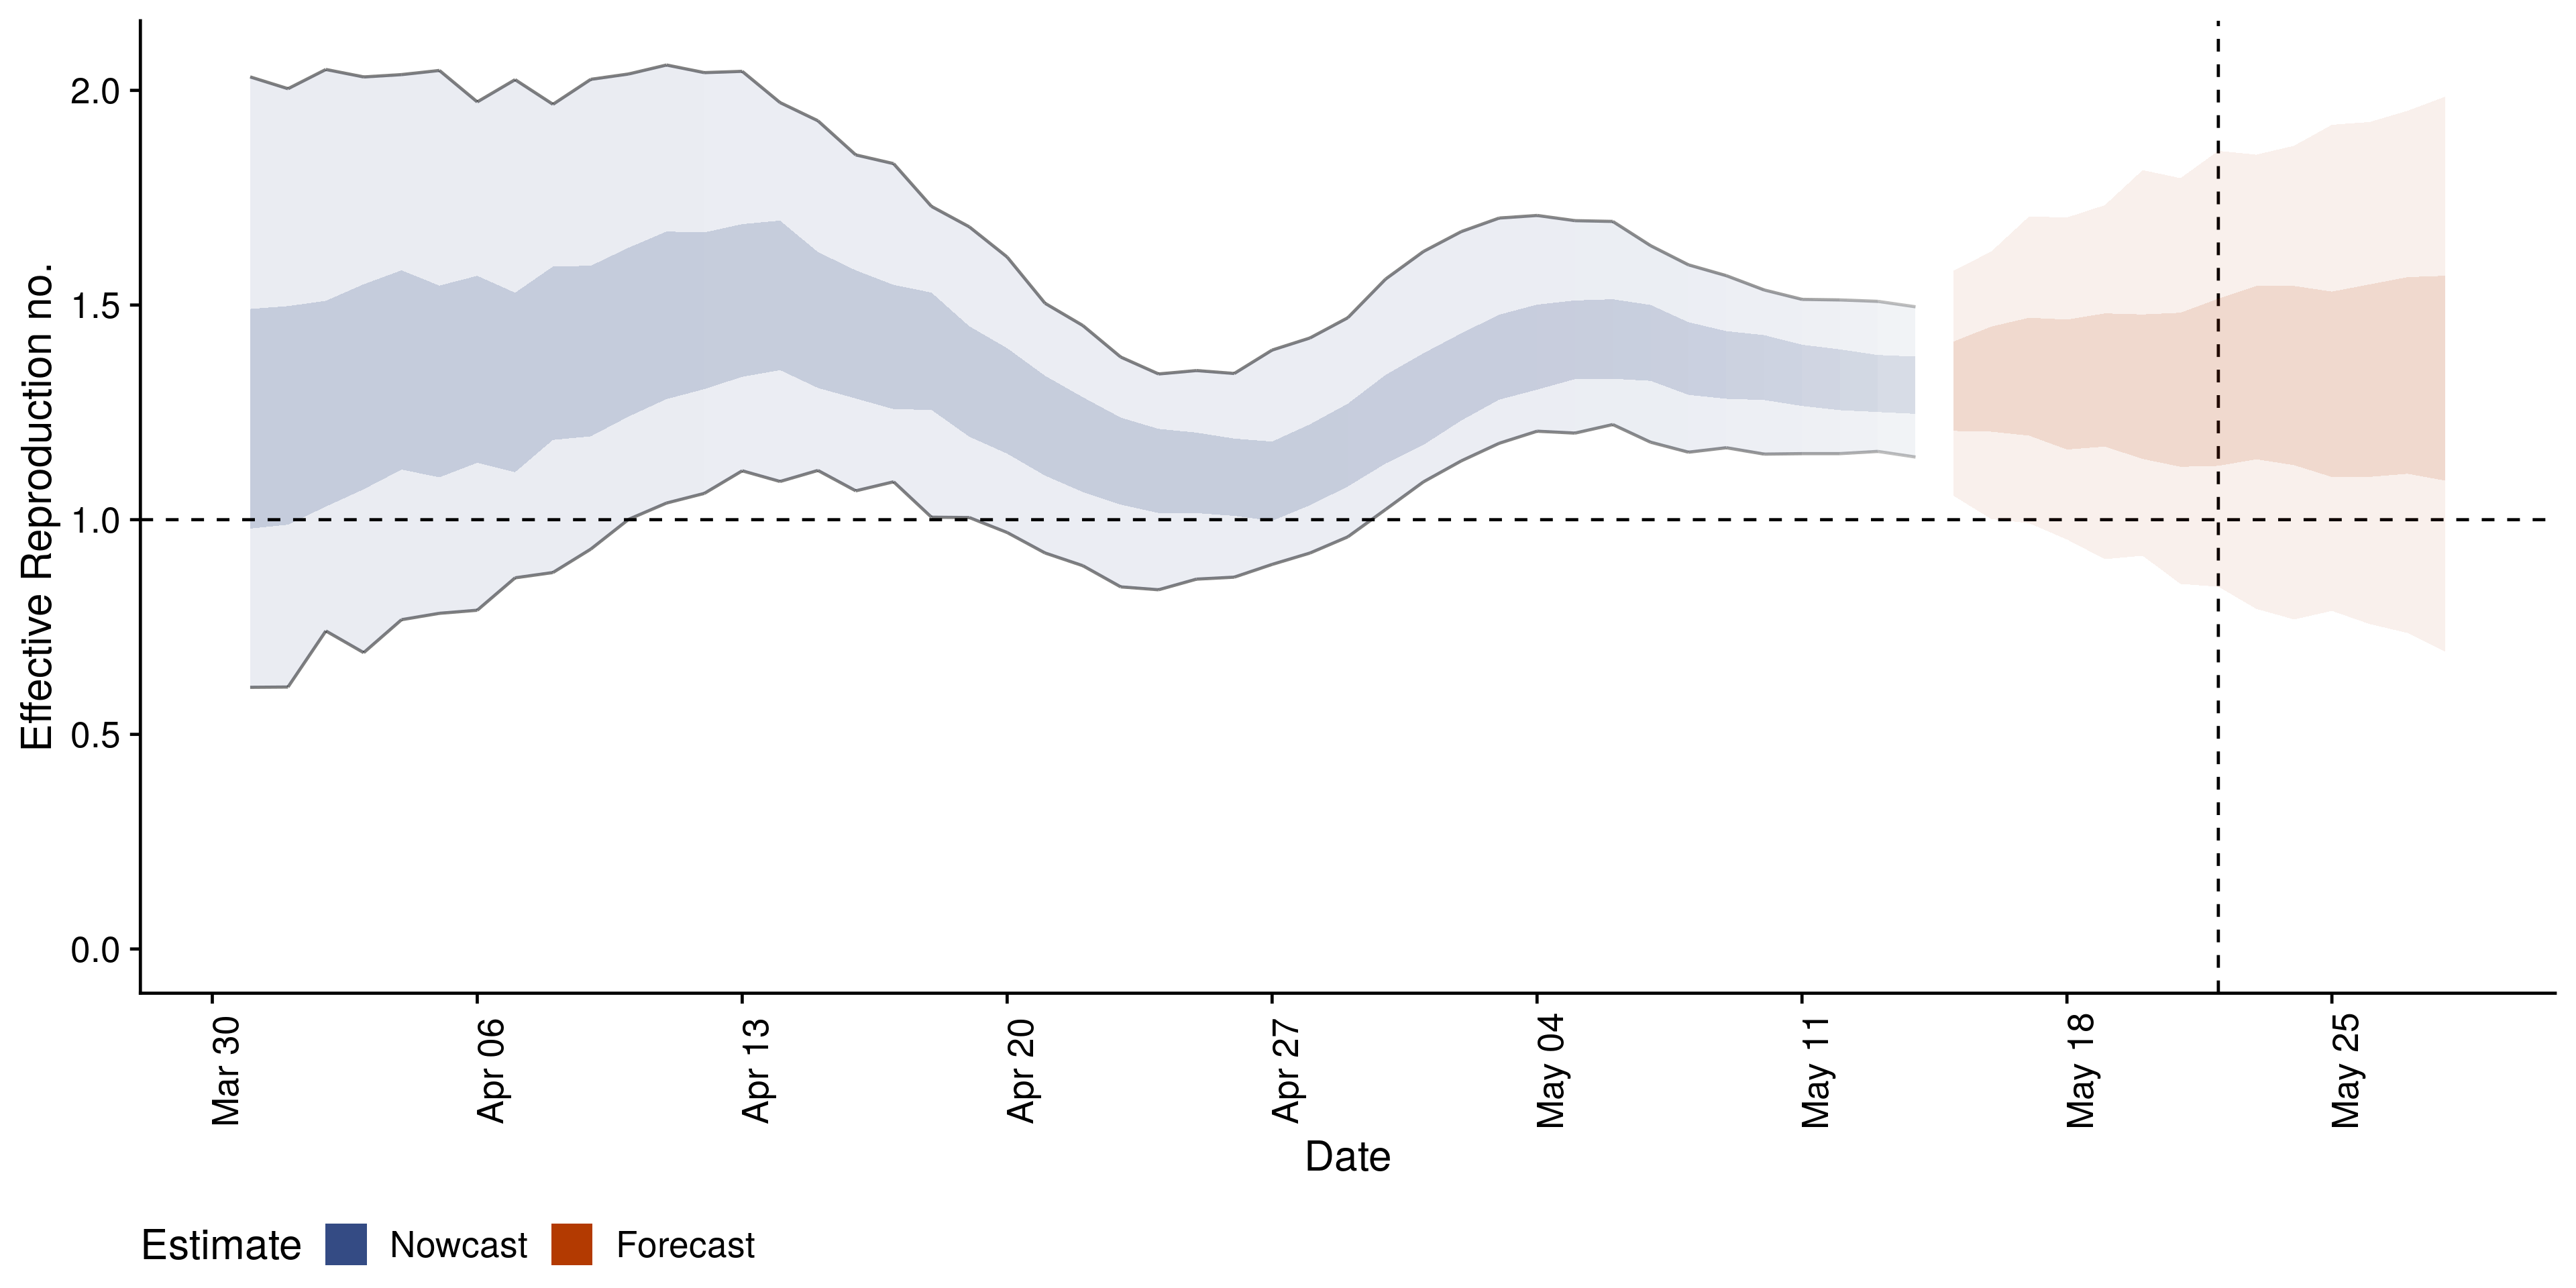 Effective Reproduction no.
2.0
1.5
1.0
0.5
0.0
Mar 30
Apr 06
Apr 13
Apr 20
Apr 27
May 04
May 11
May 18
May 25
Date
Estimate Nowcast Forecast